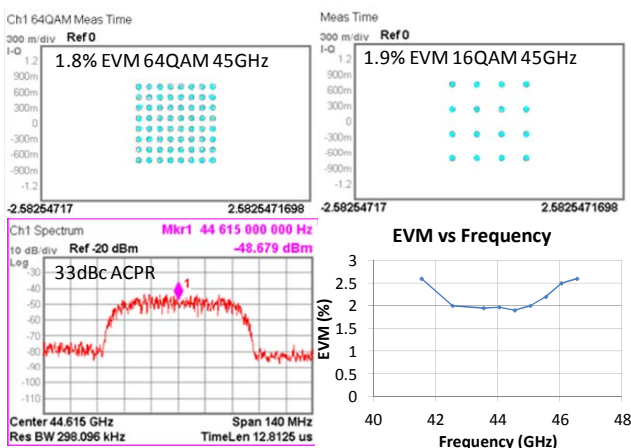 Ch1 64QAM Meas Time
300 m/div Ref 0
I-Q
1.8% EVM 64QAM 45GHz
1.2
900m
600m
300m
0
-300m
-600m
-900m
-1.2
-2.58254717 2.5825471698
Meas Time
300 m/div Ref 0
I-Q
1.9% EVM 16QAM 45GHz
1.2
900m
600m
300m
0
-300m
-600m
-900m
-1.2
-2.58254717 2.5825471698
Ch1 Spectrum Mkr1 44 615 000 000 Hz
10 dB/div Ref -20 dBm -48.679 dBm
Log
33dBc ACPR
1
-30
-40
-50
-60
-70
-80
-90
-100
-110
Center 44.615 GHz Span 140 MHz
Res BW 298.096 kHz TimeLen 12.8125 us
EVM vs Frequency
EVM (%)
3
2.5
2
1.5
1
0.5
0
40 42 44 46 48
Frequency (GHz)